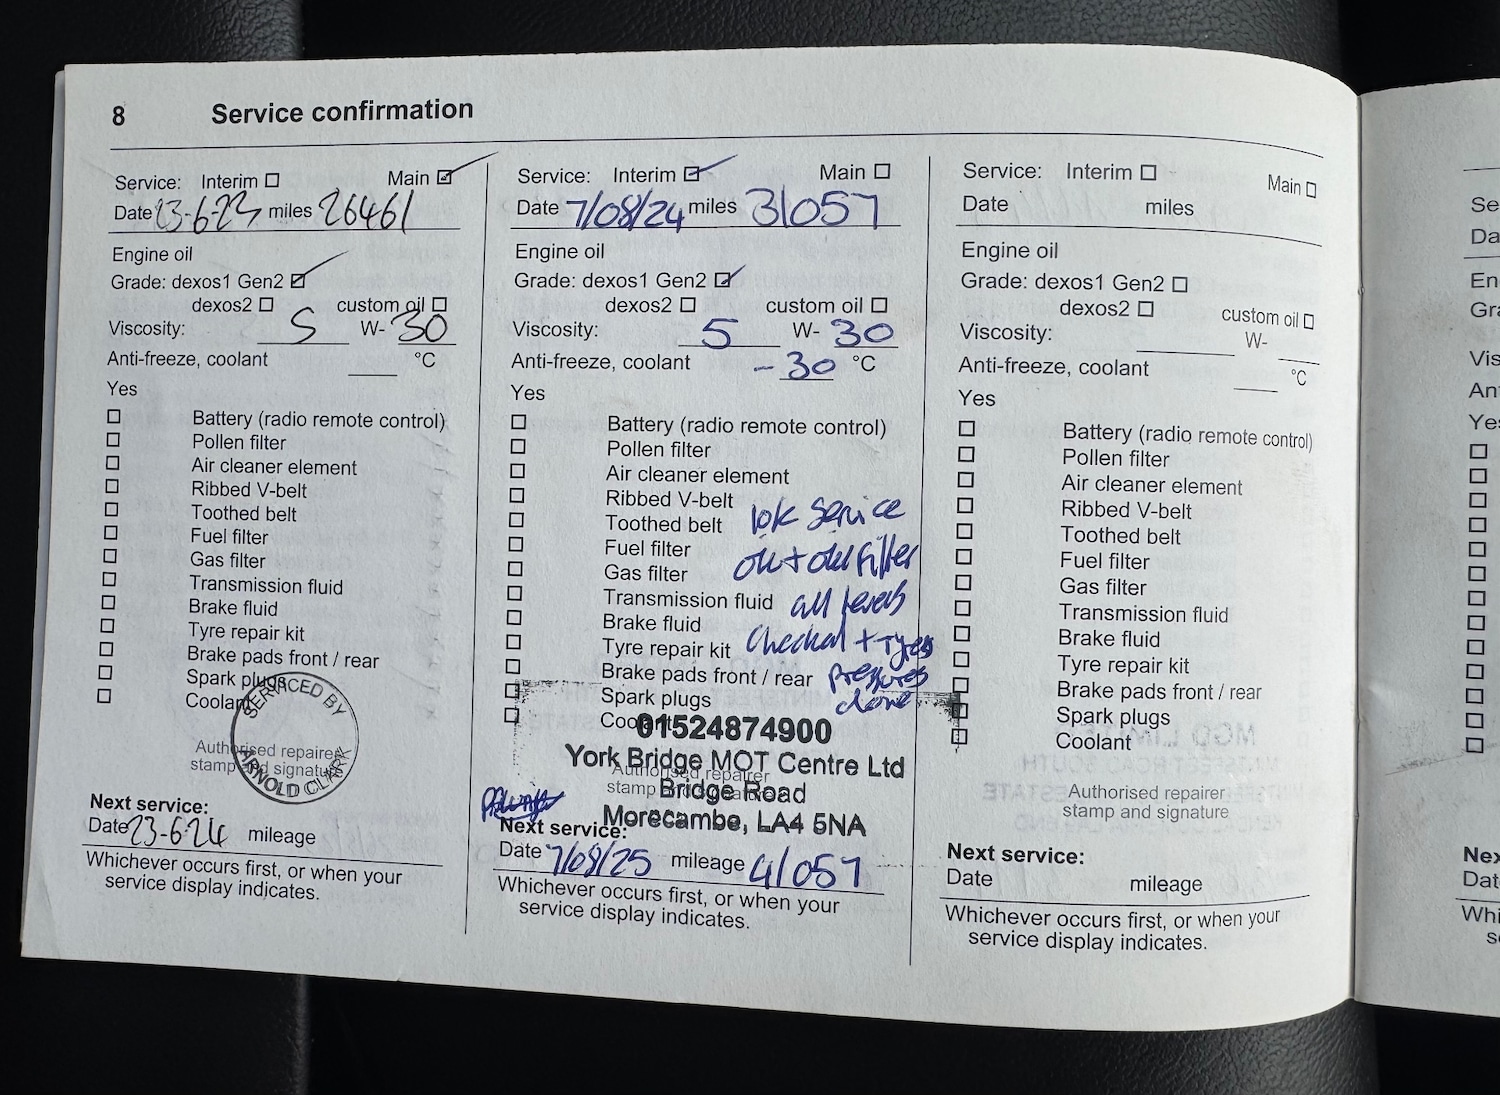 8 Service confirmation
Service: Interim Main
Date 23-6-23 miles 26461
Engine oil
Grade: dexos1 Gen2
dexos2 custom oil
Viscosity: 5 W- 30
Anti-freeze, coolant °C
Yes
Battery (radio remote control)
Pollen filter
Air cleaner element
Ribbed V-belt
Toothed belt
Fuel filter
Gas filter
Transmission fluid
Brake fluid
Tyre repair kit
Brake pads front / rear
Spark plugs
Coolant
SERVICED BY
ARNOLD CLARK
Authorised repairer
stamp and signature
Next service:
Date 23-6-24 mileage
Whichever occurs first, or when your
service display indicates.
Service: Interim Main
Date 7/08/24 miles 31057
Engine oil
Grade: dexos1 Gen2
dexos2 custom oil
Viscosity: 5 W- 30
Anti-freeze, coolant -30 °C
Yes
Battery (radio remote control)
Pollen filter
Air cleaner element
Ribbed V-belt
Toothed belt
Fuel filter
Gas filter
Transmission fluid
Brake fluid
Tyre repair kit
Brake pads front / rear
Spark plugs
Coolant
10k Service
oil + oil filter
all levels
checked + Tyres
pressures
done
01524874900
York Bridge MOT Centre Ltd
Bridge Road
Morecambe, LA4 5NA
Authorised repairer
stamp and signature
Next service:
Date 7/08/25 mileage 41057
Whichever occurs first, or when your
service display indicates.
Service: Interim Main
Date miles
Engine oil
Grade: dexos1 Gen2
dexos2 custom oil
Viscosity: W-
Anti-freeze, coolant °C
Yes
Battery (radio remote control)
Pollen filter
Air cleaner element
Ribbed V-belt
Toothed belt
Fuel filter
Gas filter
Transmission fluid
Brake fluid
Tyre repair kit
Brake pads front / rear
Spark plugs
Coolant
Authorised repairer
stamp and signature
Next service:
Date mileage
Whichever occurs first, or when your
service display indicates.